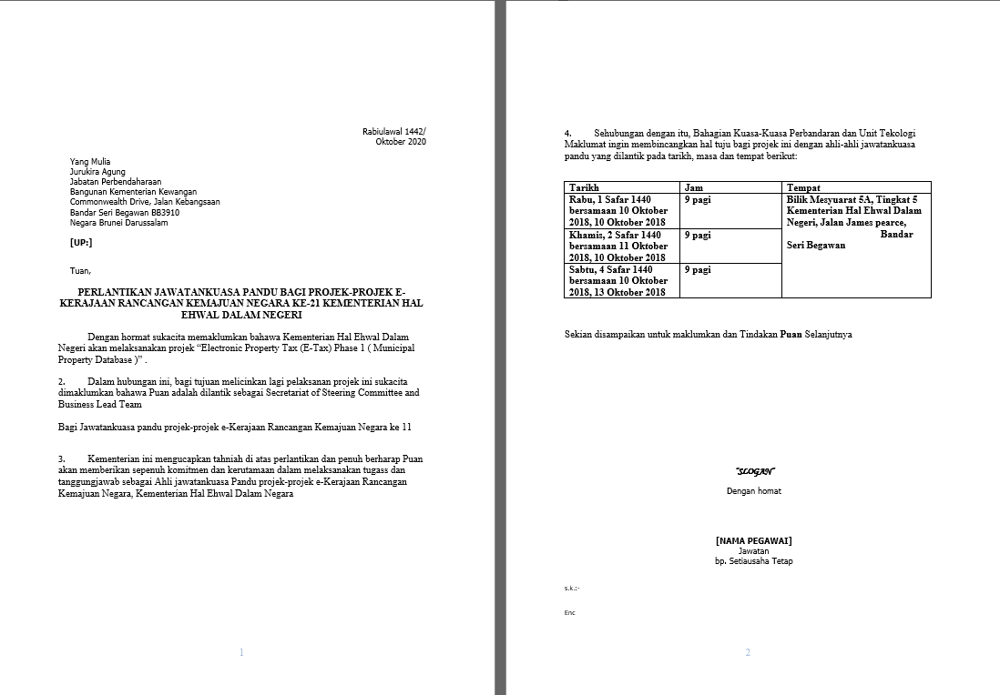 Rabiulawal 1442/
Oktober 2020
Yang Mulia
Jurukira Agung
Jabatan Perbendaharaan
Bangunan Kementerian Kewangan
Commonwealth Drive, Jalan Kebangsaan
Bandar Seri Begawan BB3910
Negara Brunei Darussalam
[UP:]
Tuan,
PERLANTIKAN JAWATANKUASA PANDU BAGI PROJEK-PROJEK E-
KERAJAAN RANCANGAN KEMAJUAN NEGARA KE-21 KEMENTERIAN HAL
EHWAL DALAM NEGERI
Dengan hormat sukacita memaklumkan bahawa Kementerian Hal Ehwal Dalam
Negeri akan melaksanakan projek “Electronic Property Tax (E-Tax) Phase 1 ( Municipal
Property Database )” .
2. Dalam hubungan ini, bagi tujuan melicinkan lagi pelaksanan projek ini sukacita
dimaklumkan bahawa Puan adalah dilantik sebagai Secretariat of Steering Committee and
Business Lead Team
Bagi Jawatankuasa pandu projek-projek e-Kerajaan Rancangan Kemajuan Negara ke 11
3. Kementerian ini mengucapkan tahniah di atas perlantikan dan penuh berharap Puan
akan memberikan sepenuh komitmen dan kerutamaan dalam melaksanakan tugass dan
tanggungjawab sebagai Ahli jawatankuasa Pandu projek-projek e-Kerajaan Rancangan
Kemajuan Negara, Kementerian Hal Ehwal Dalam Negara
1
4. Sehubungan dengan itu, Bahagian Kuasa-Kuasa Perbandaran dan Unit Tekologi
Maklumat ingin membincangkan hal tuju bagi projek ini dengan ahli-ahli jawatankuasa
pandu yang dilantik pada tarikh, masa dan tempat berikut:
Tarikh Jam Tempat
Rabu, 1 Safar 1440 9 pagi Bilik Mesyuarat 5A, Tingkat 5
bersamaan 10 Oktober Kementerian Hal Ehwal Dalam
2018, 10 Oktober 2018 Negeri, Jalan James pearce,
Khamis, 2 Safar 1440 9 pagi Bandar
bersamaan 11 Oktober Seri Begawan
2018, 10 Oktober 2018
Sabtu, 4 Safar 1440 9 pagi
bersamaan 10 Oktober
2018, 13 Oktober 2018
Sekian disampaikan untuk maklumkan dan Tindakan Puan Selanjutnya
"SLOGAN"
Dengan homat
[NAMA PEGAWAI]
Jawatan
bp. Setiausaha Tetap
s.k.:-
Enc
2